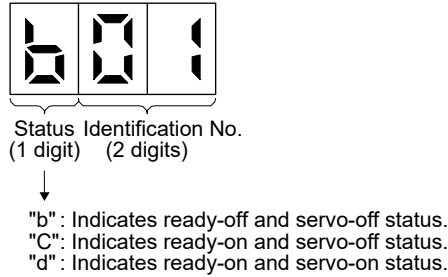 b01
Status Identification No.
(1 digit) (2 digits)
"b" : Indicates ready-off and servo-off status.
"C": Indicates ready-on and servo-off status.
"d" : Indicates ready-on and servo-on status.